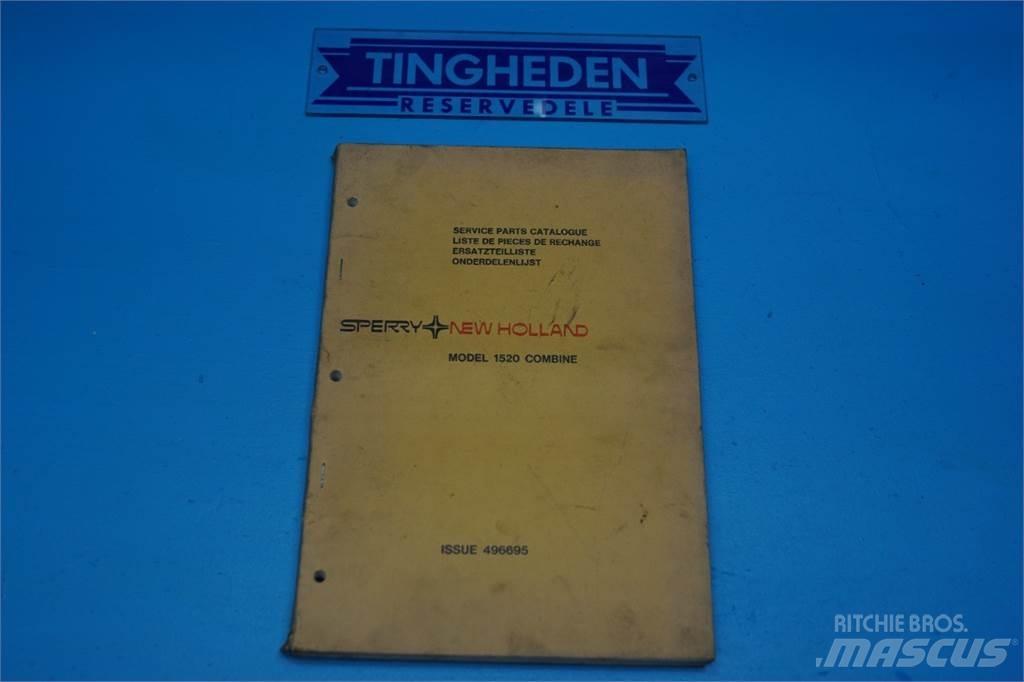 TINGHEDEN
RESERVEDELE
SERVICE PARTS CATALOGUE
LISTE DE PIECES DE RECHANGE
ERSATZTEILLISTE
ONDERDELENLIJST
SPERRY NEW HOLLAND
MODEL 1520 COMBINE
ISSUE 496695
RITCHIE BROS.
MASCUS